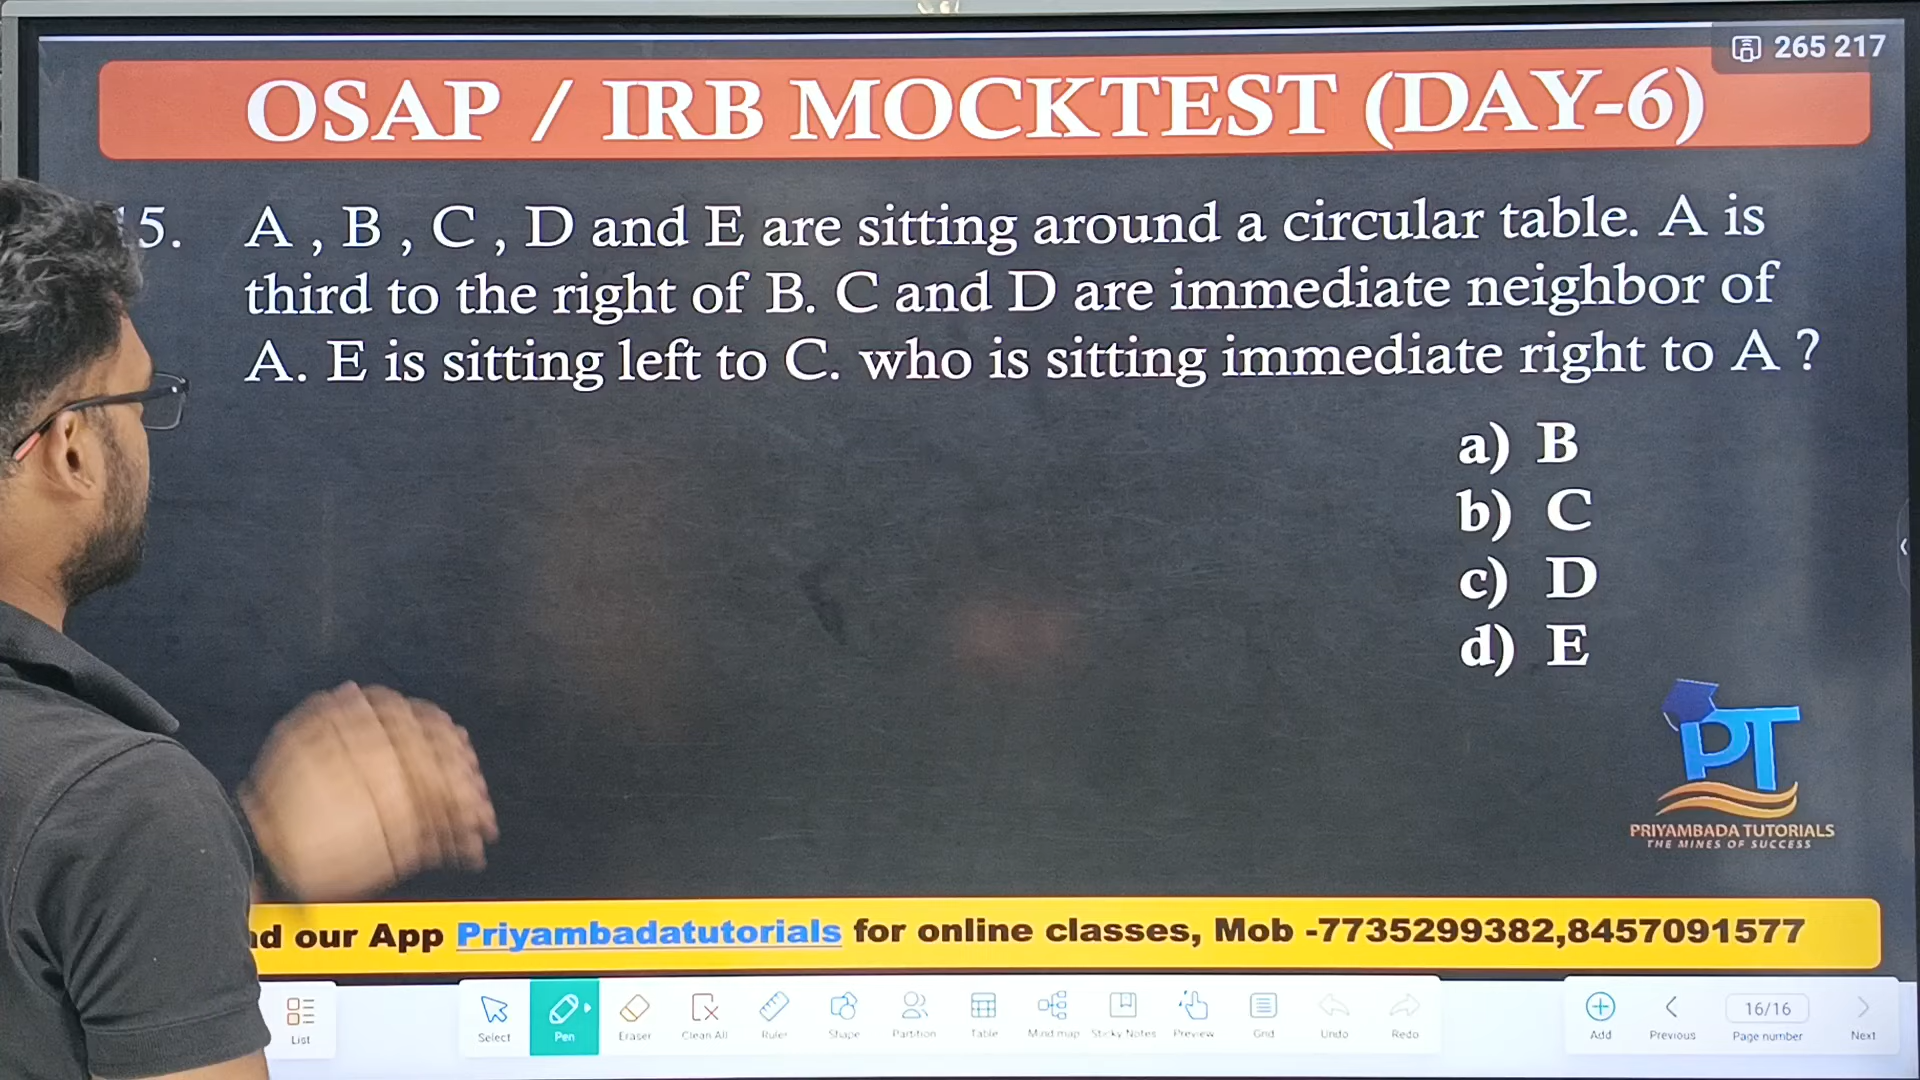 265 217
OSAP / IRB MOCKTEST (DAY-6)
15. A , B , C , D and E are sitting around a circular table. A is
third to the right of B. C and D are immediate neighbor of
A. E is sitting left to C. who is sitting immediate right to A ?
a) B
b) C
c) D
d) E
PT
PRIYAMBADA TUTORIALS
THE MINES OF SUCCESS
our App Priyambadatutorials for online classes, Mob -7735299382,8457091577
List Select Pen Eraser Clean All Ruler Shape Partition Table Mind map Sticky Notes Preview Grid Undo Redo Add Previous 16/16 Page number Next